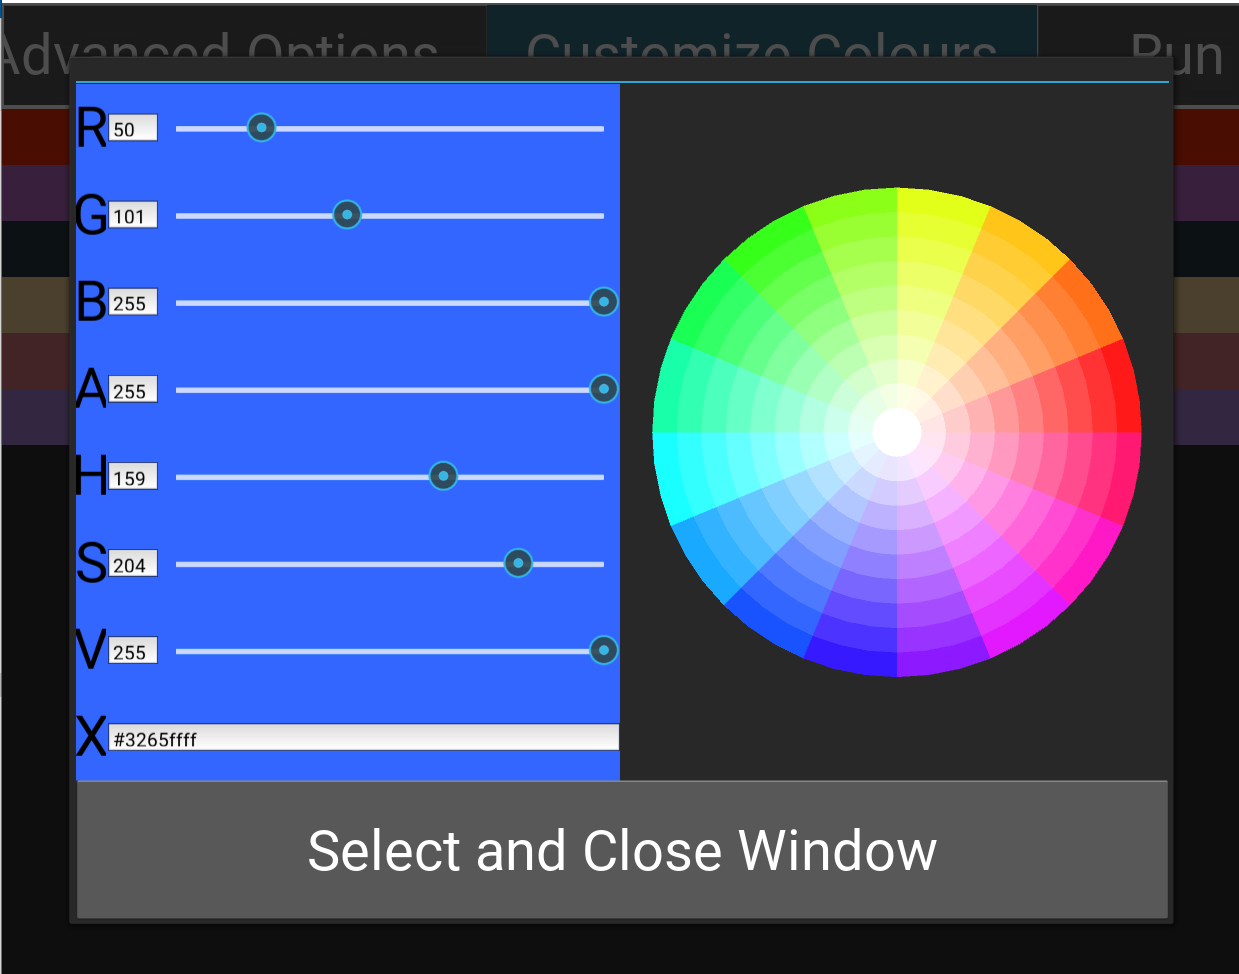 Advanced Options Customize Colours Run
R 50
G 101
B 255
A 255
H 159
S 204
V 255
X #3265ffff
Select and Close Window